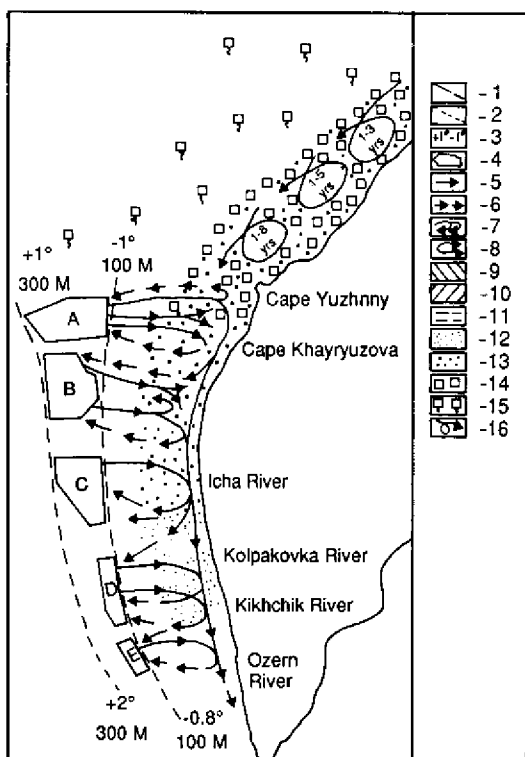 1-3
yrs
1-5
yrs
1-8
yrs
+1°
300 M
-1°
100 M
Cape Yuzhnny
A
Cape Khayryuzova
B
C
Icha River
Kolpakovka River
D
Kikhchik River
E
Ozern
River
+2°
300 M
-0.8°
100 M
-1
-2
+1° -1°
-3
-4
-5
-6
-7
-8
-9
-10
-11
-12
-13
-14
-15
-16